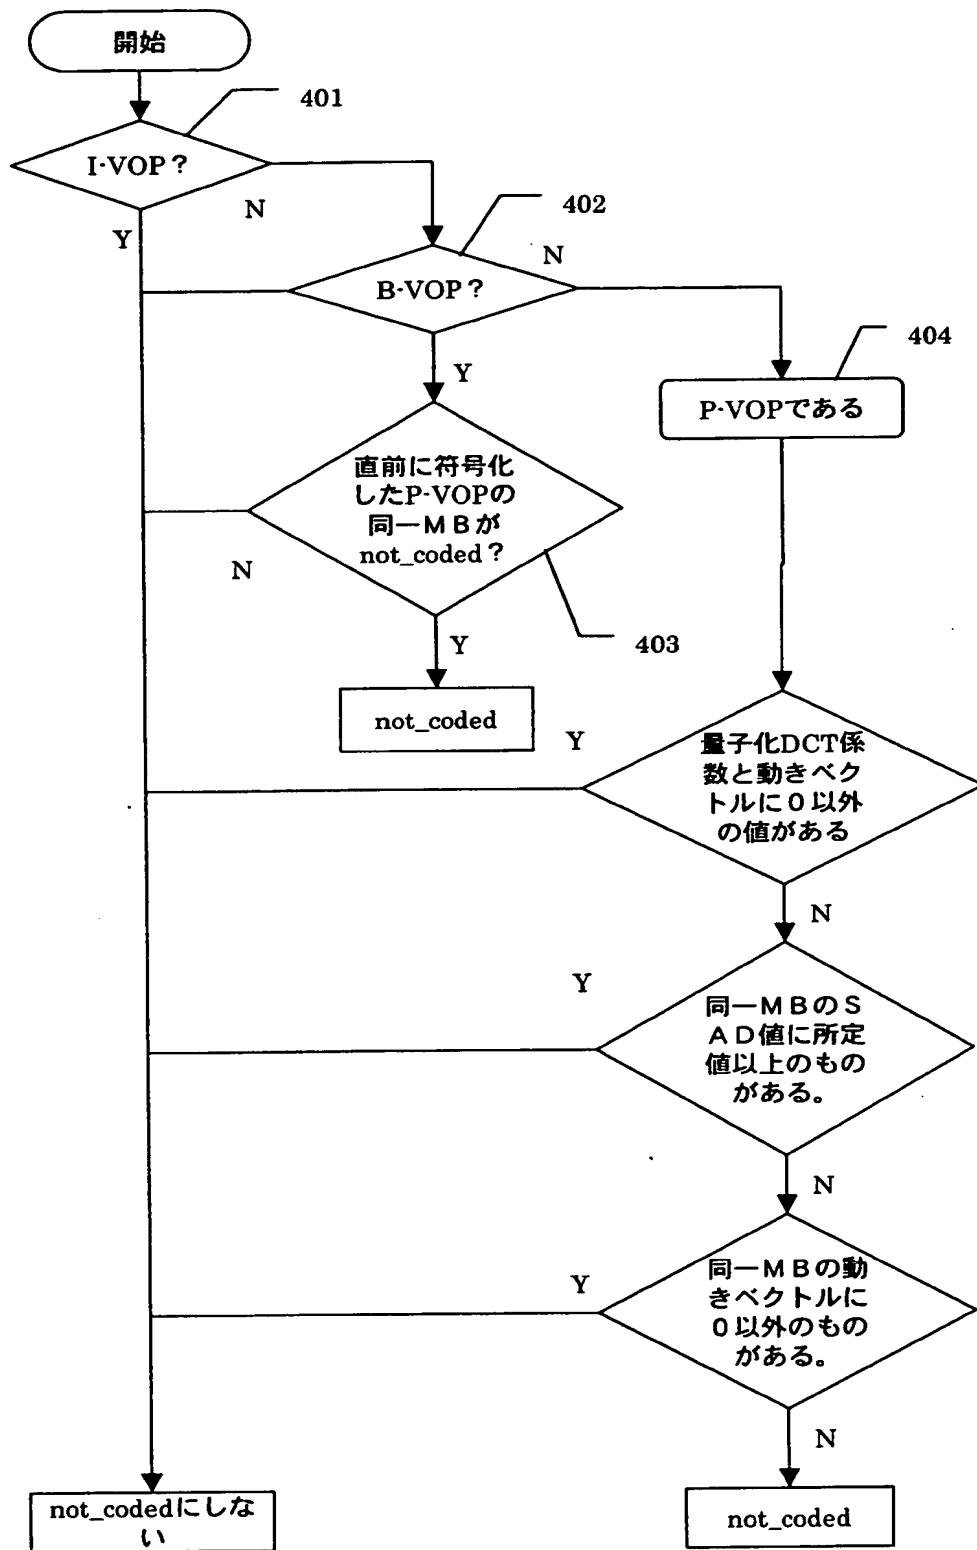 開始
401
I-VOP？
N
Y
402
N
B-VOP？
404
Y
P-VOPである
直前に符号化
したP-VOPの
同一ＭＢが
not_coded？
N
403
Y
not_coded
Y
量子化DCT係
数と動きベク
トルに０以外
の値がある
N
Y
同一ＭＢのＳ
ＡＤ値に所定
値以上のもの
がある。
N
Y
同一ＭＢの動
きベクトルに
０以外のもの
がある。
N
not_codedにしな
い
not_coded